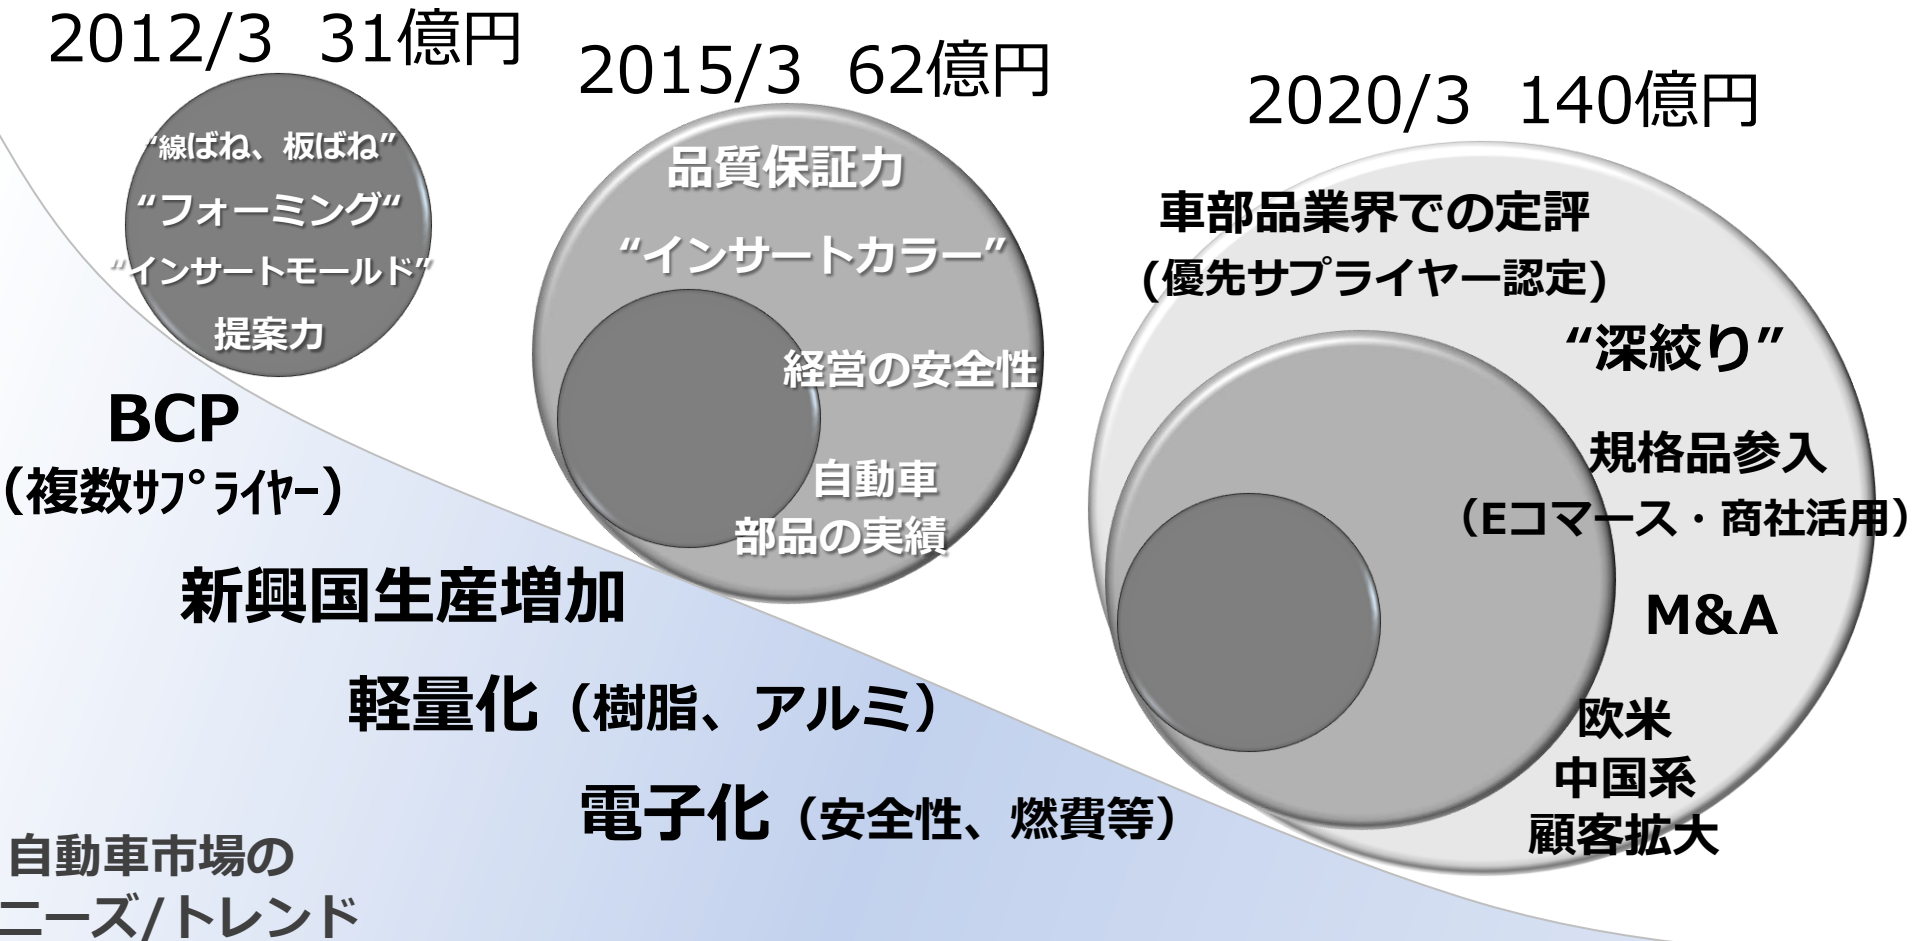 2012/3 31億円
“線ばね、板ばね”
“フォーミング“
“インサートモールド”
提案力
2015/3 62億円
品質保証力
“インサートカラー”
経営の安全性
自動車
部品の実績
2020/3 140億円
車部品業界での定評
(優先サプライヤー認定)
“深絞り”
規格品参入
（Eコマース・商社活用）
M&A
欧米
中国系
顧客拡大
BCP
（複数ｻﾌﾟﾗｲﾔｰ）
新興国生産増加
軽量化（樹脂、アルミ）
電子化（安全性、燃費等）
自動車市場の
ニーズ/トレンド